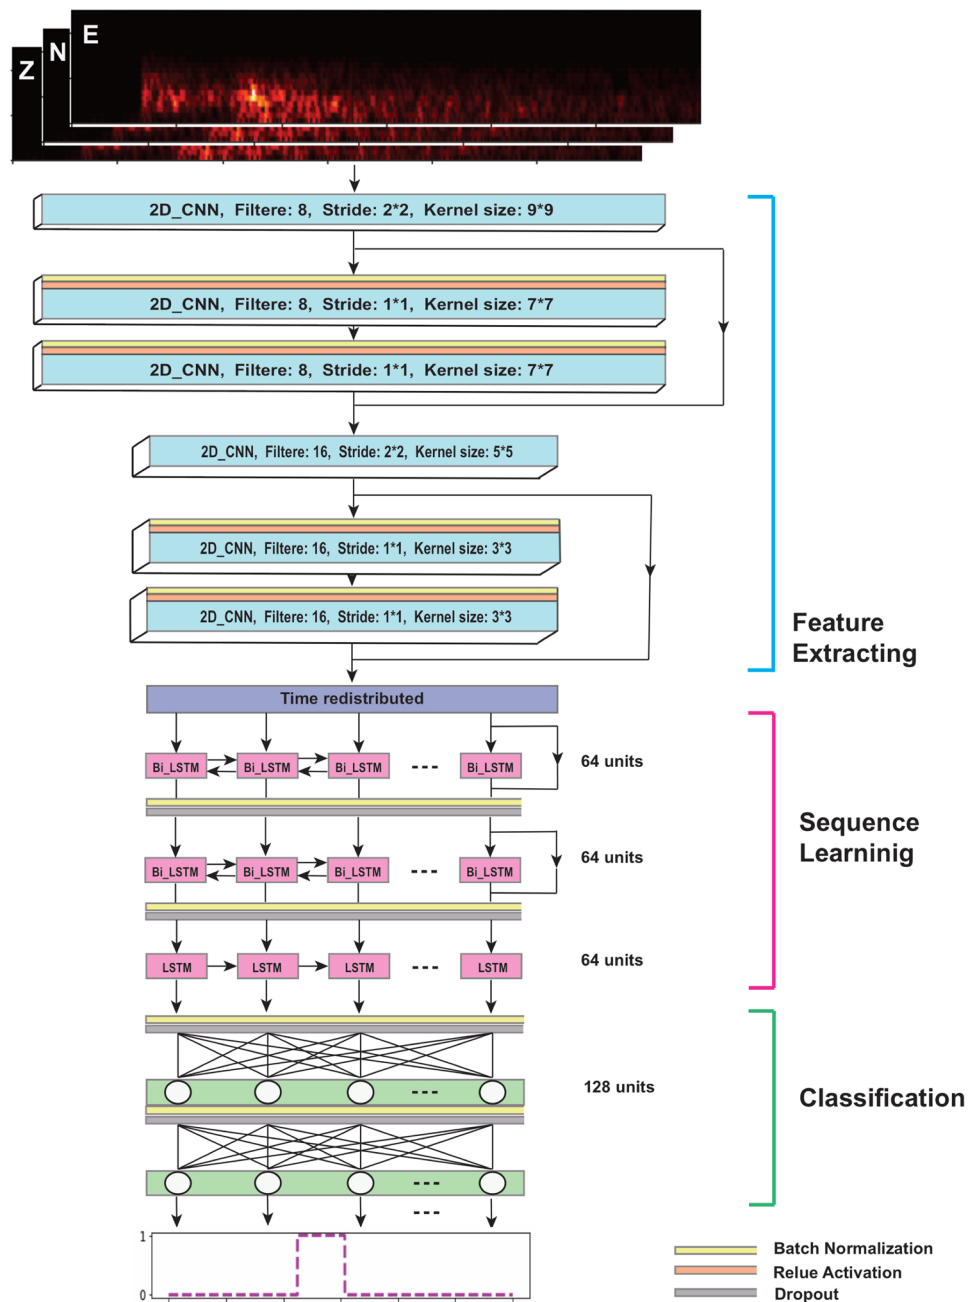 E
N
Z
2D_CNN, Filtere: 8, Stride: 2*2, Kernel size: 9*9
2D_CNN, Filtere: 8, Stride: 1*1, Kernel size: 7*7
2D_CNN, Filtere: 8, Stride: 1*1, Kernel size: 7*7
2D_CNN, Filtere: 16, Stride: 2*2, Kernel size: 5*5
2D_CNN, Filtere: 16, Stride: 1*1, Kernel size: 3*3
2D_CNN, Filtere: 16, Stride: 1*1, Kernel size: 3*3
Feature
Extracting
Time redistributed
Bi_LSTM Bi_LSTM Bi_LSTM --- Bi_LSTM 64 units
Bi_LSTM Bi_LSTM Bi_LSTM --- Bi_LSTM 64 units
Sequence
Learninig
LSTM LSTM LSTM --- LSTM 64 units
--- 128 units
Classification
---
---
1
0
Batch Normalization
Relue Activation
Dropout